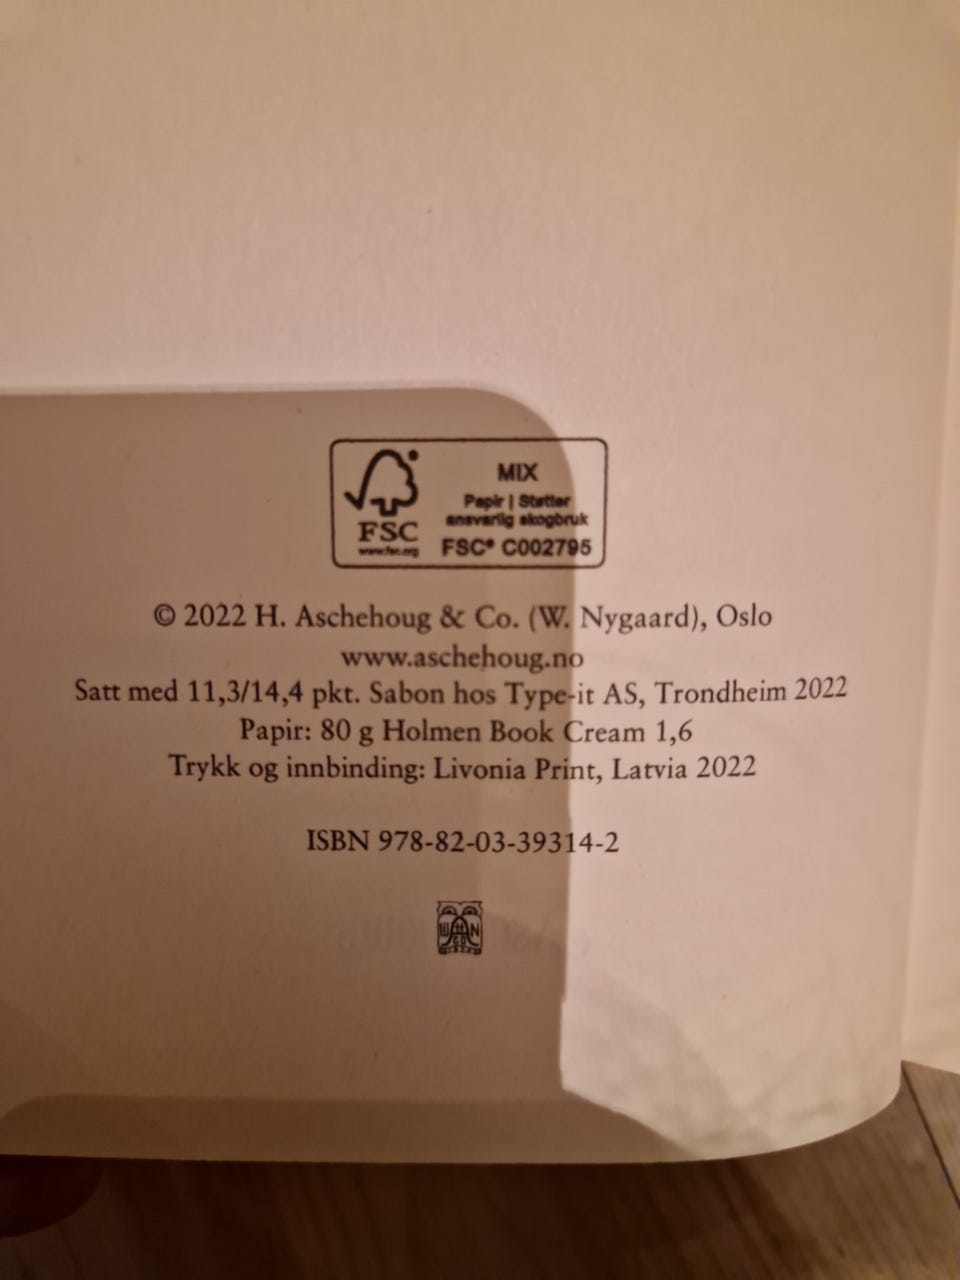 MIX
Papir | Støtter
ansvarlig skogbruk
FSC
www.fsc.org
FSC® C002795
© 2022 H. Aschehoug & Co. (W. Nygaard), Oslo
www.aschehoug.no
Satt med 11,3/14,4 pkt. Sabon hos Type-it AS, Trondheim 2022
Papir: 80 g Holmen Book Cream 1,6
Trykk og innbinding: Livonia Print, Latvia 2022
ISBN 978-82-03-39314-2